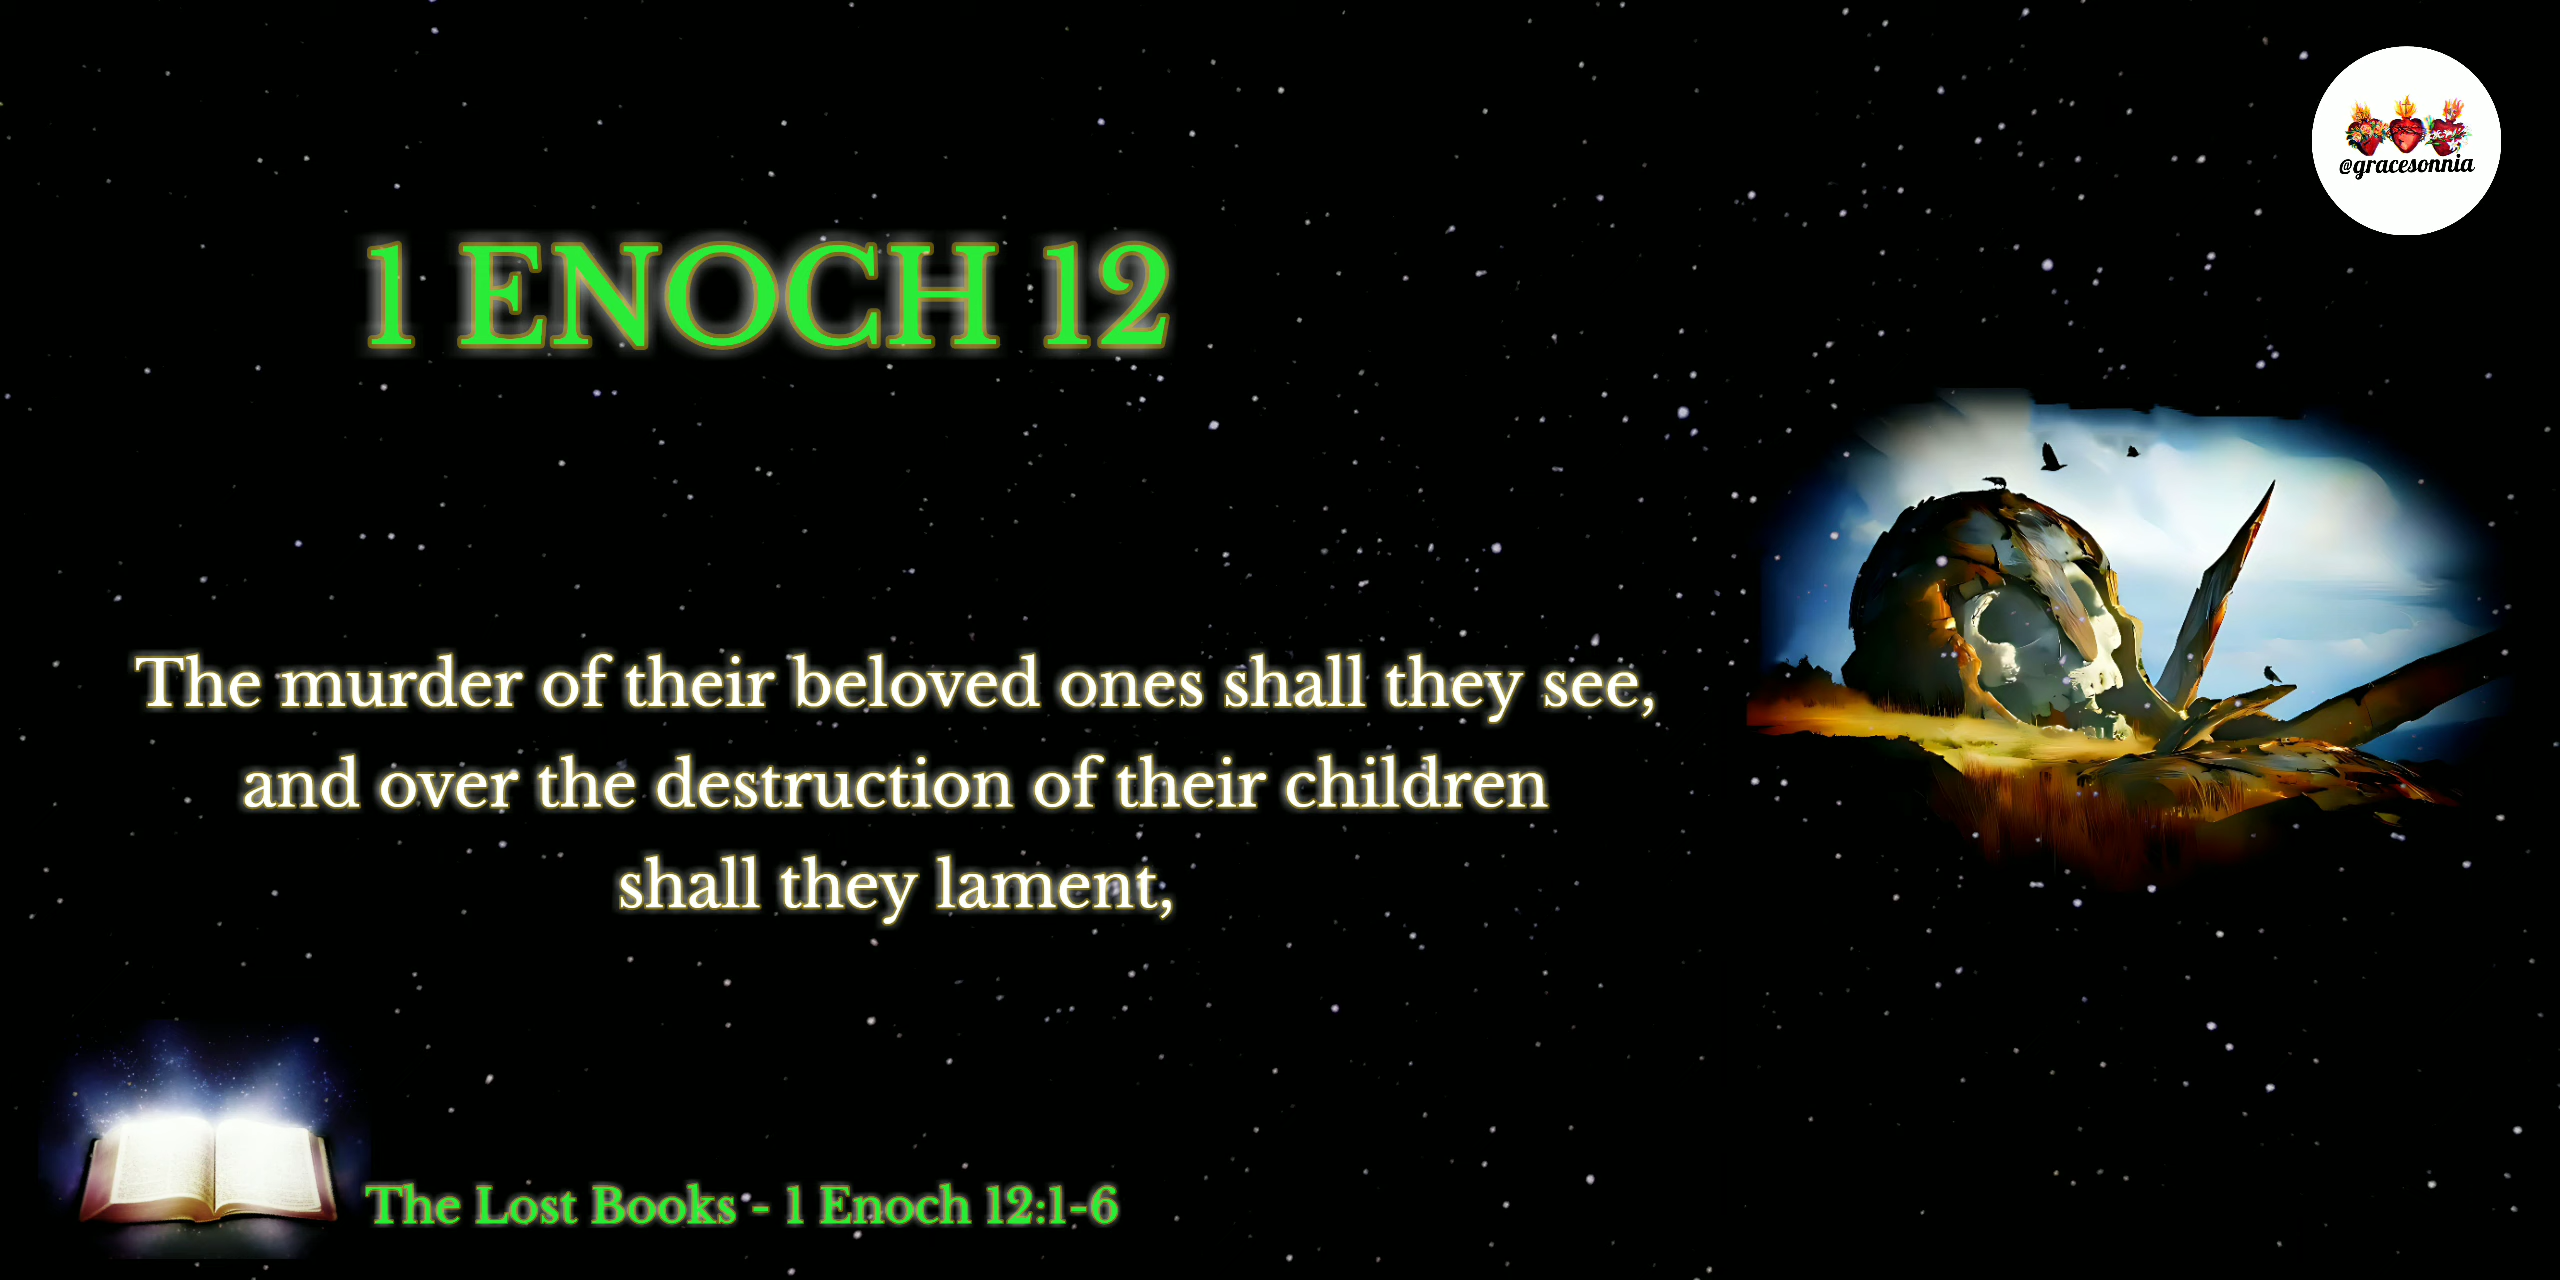 @gracesonnia
1 ENOCH 12
The murder of their beloved ones shall they see,
and over the destruction of their children
shall they lament,
The Lost Books - 1 Enoch 12:1-6